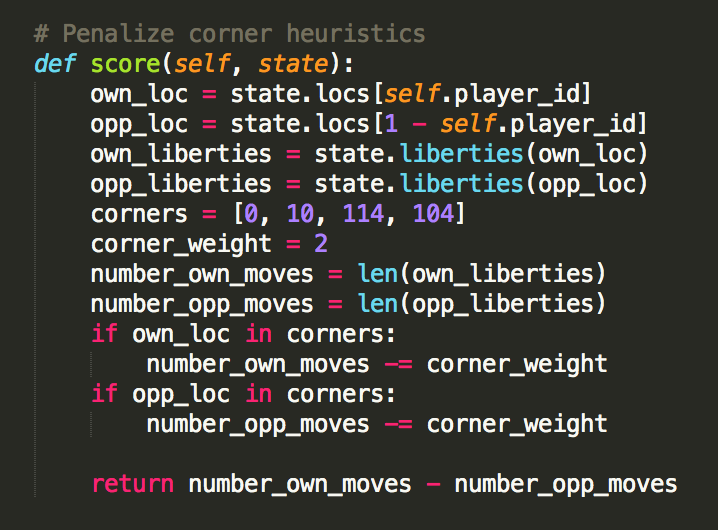 # Penalize corner heuristics
def score(self, state):
    own_loc = state.locs[self.player_id]
    opp_loc = state.locs[1 - self.player_id]
    own_liberties = state.liberties(own_loc)
    opp_liberties = state.liberties(opp_loc)
    corners = [0, 10, 114, 104]
    corner_weight = 2
    number_own_moves = len(own_liberties)
    number_opp_moves = len(opp_liberties)
    if own_loc in corners:
        number_own_moves -= corner_weight
    if opp_loc in corners:
        number_opp_moves -= corner_weight

    return number_own_moves - number_opp_moves